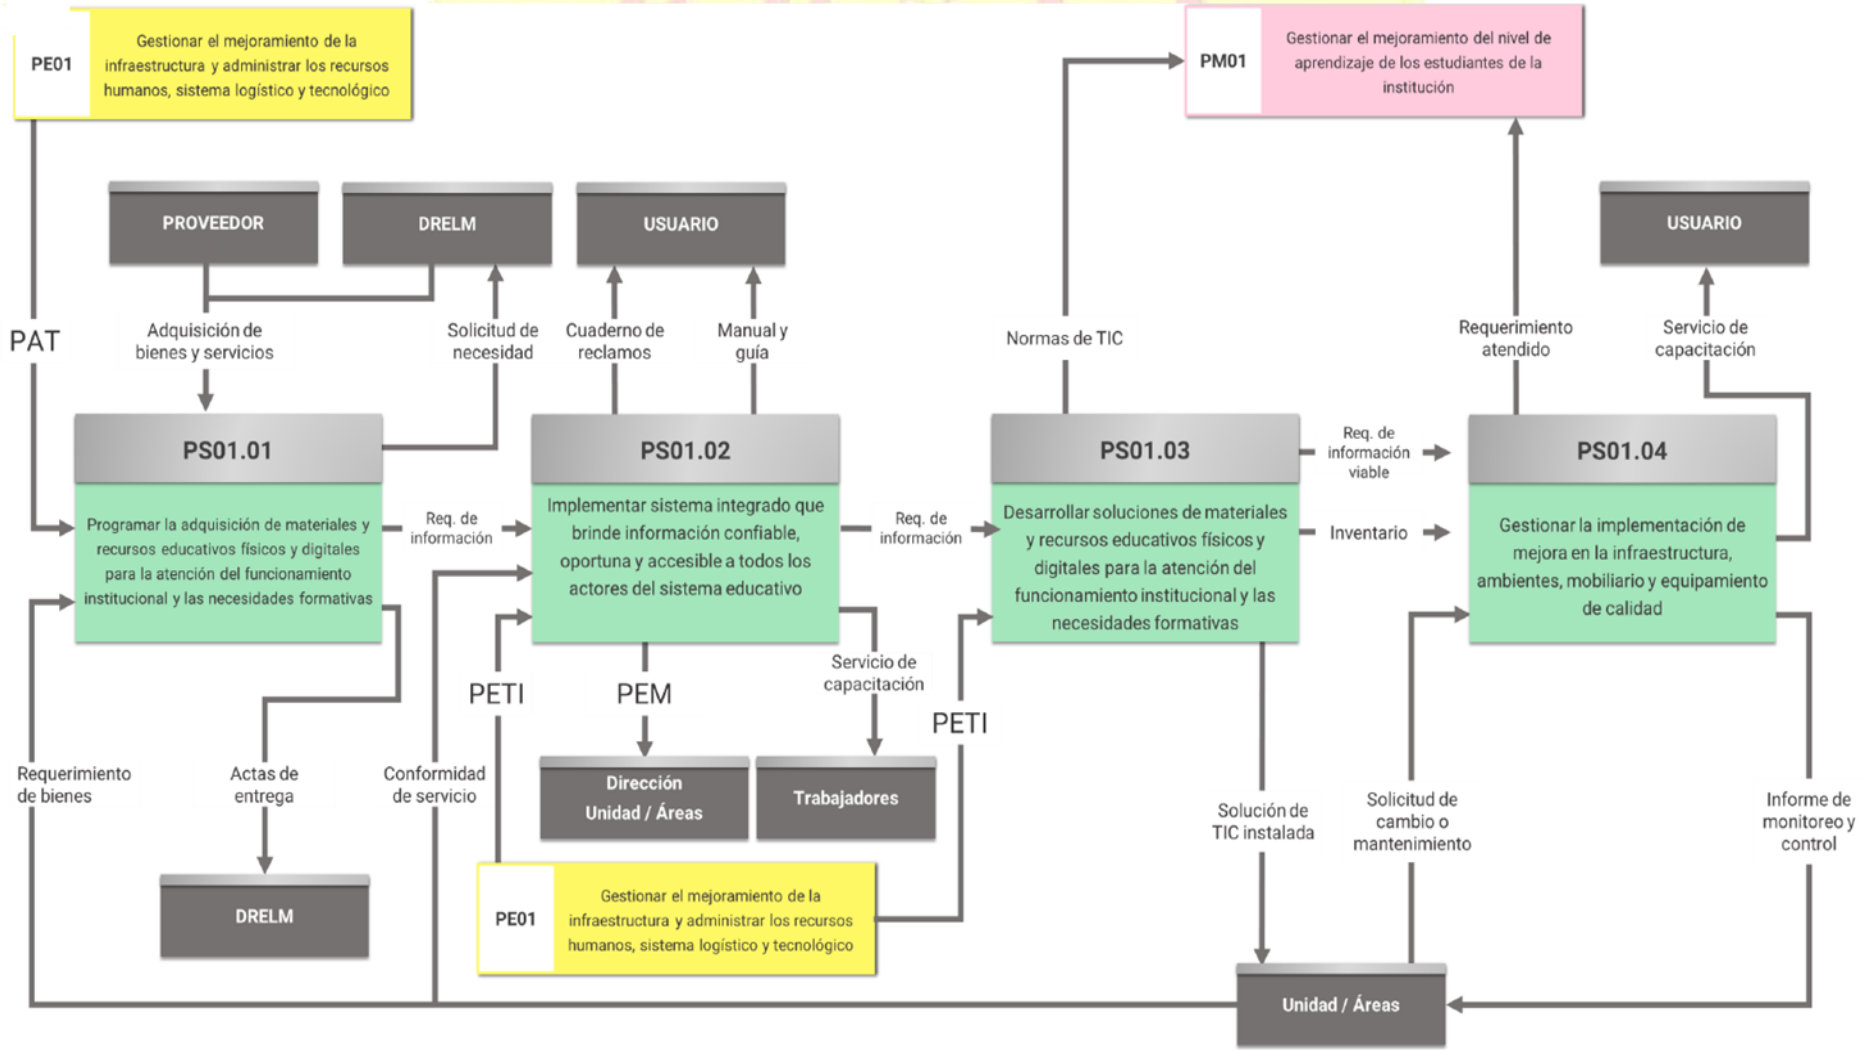 PE01
Gestionar el mejoramiento de la
infraestructura y administrar los recursos
humanos, sistema logístico y tecnológico
PM01
Gestionar el mejoramiento del nivel de
aprendizaje de los estudiantes de la
institución
PROVEEDOR
DRELM
USUARIO
USUARIO
PAT
Adquisición de
bienes y servicios
Solicitud de
necesidad
Cuaderno de
reclamos
Manual y
guía
Normas de TIC
Requerimiento
atendido
Servicio de
capacitación
PS01.01
Programar la adquisición de materiales y
recursos educativos físicos y digitales
para la atención del funcionamiento
institucional y las necesidades formativas
Req. de
información
PS01.02
Implementar sistema integrado que
brinde información confiable,
oportuna y accesible a todos los
actores del sistema educativo
Req. de
información
PS01.03
Desarrollar soluciones de materiales
y recursos educativos físicos y
digitales para la atención del
funcionamiento institucional y las
necesidades formativas
Req. de
información
viable
Inventario
PS01.04
Gestionar la implementación de
mejora en la infraestructura,
ambientes, mobiliario y equipamiento
de calidad
PETI
PEM
Servicio de
capacitación
PETI
Requerimiento
de bienes
Actas de
entrega
Conformidad
de servicio
Dirección
Unidad / Áreas
Trabajadores
Solución de
TIC instalada
Solicitud de
cambio o
mantenimiento
Informe de
monitoreo y
control
DRELM
PE01
Gestionar el mejoramiento de la
infraestructura y administrar los recursos
humanos, sistema logístico y tecnológico
Unidad / Áreas